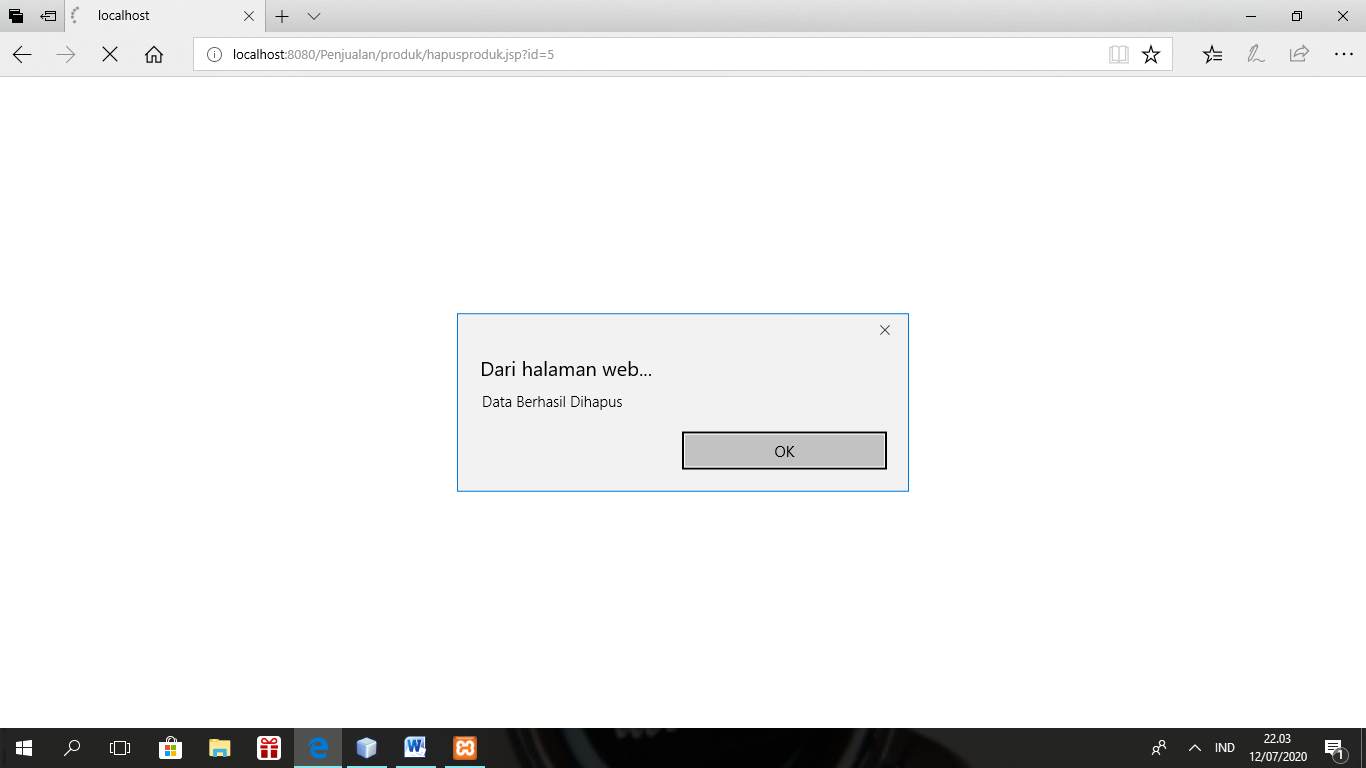 localhost
localhost:8080/Penjualan/produk/hapusproduk.jsp?id=5
Dari halaman web...
Data Berhasil Dihapus
OK
IND
22.03
12/07/2020
1